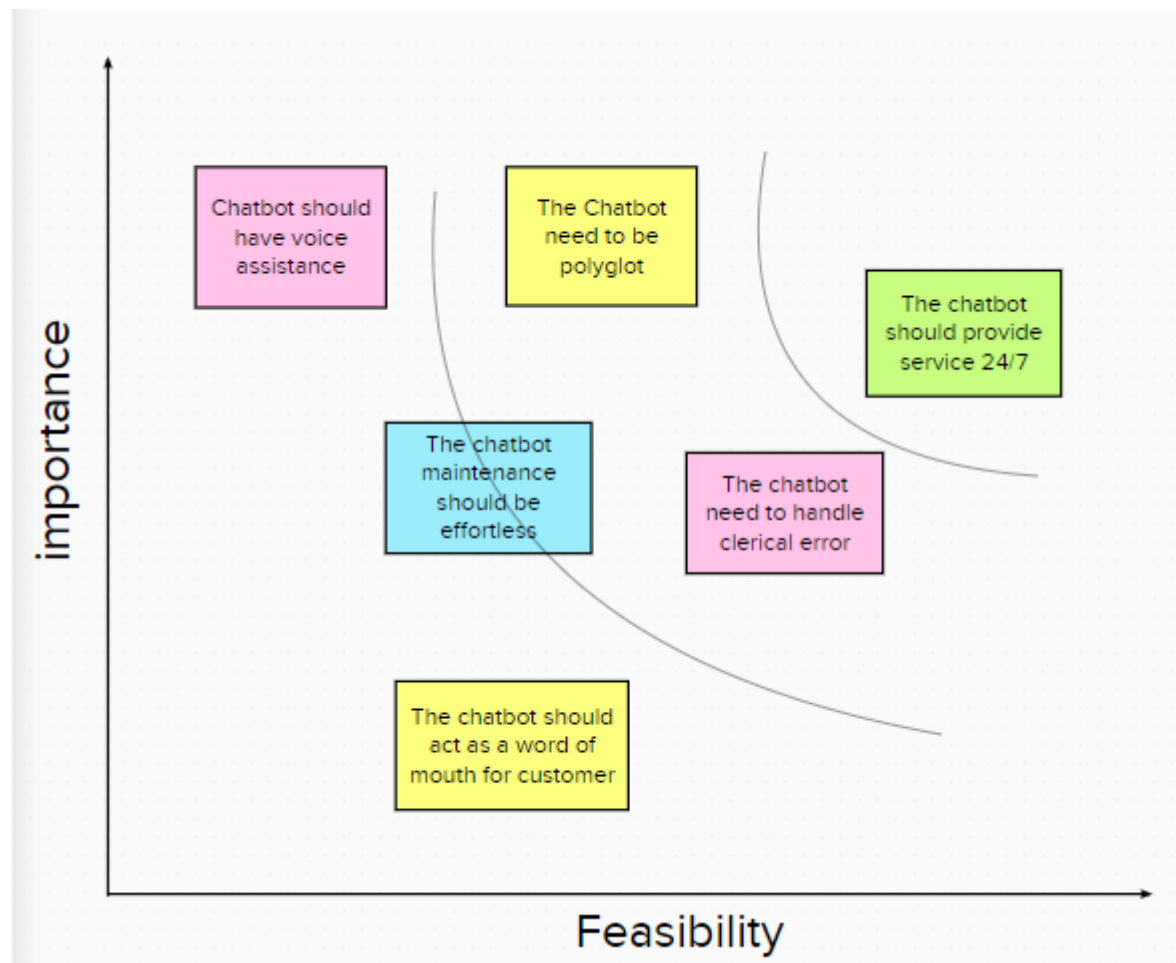 Chatbot should
have voice
assistance
The Chatbot
need to be
polyglot
The chatbot
should provide
service 24/7
importance
The chatbot
maintenance
should be
effortless
The chatbot
need to handle
clerical error
The chatbot should
act as a word of
mouth for customer
Feasibility